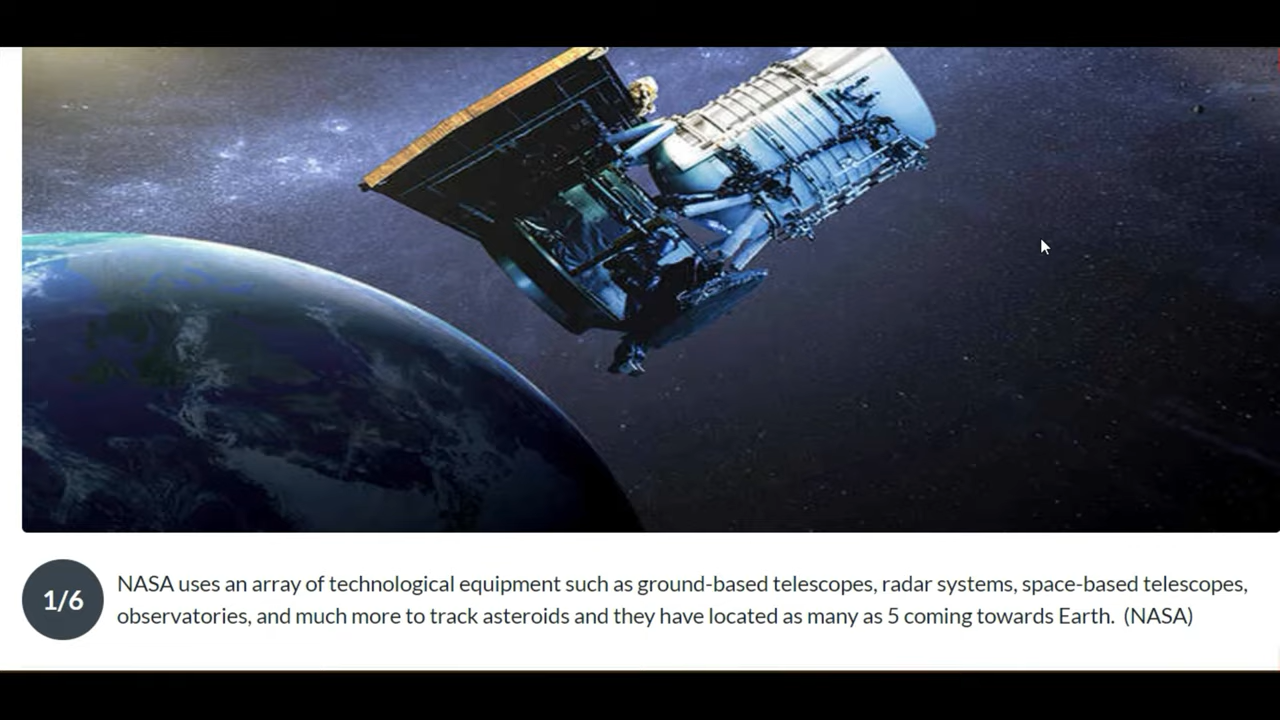 1/6
NASA uses an array of technological equipment such as ground-based telescopes, radar systems, space-based telescopes,
observatories, and much more to track asteroids and they have located as many as 5 coming towards Earth. (NASA)